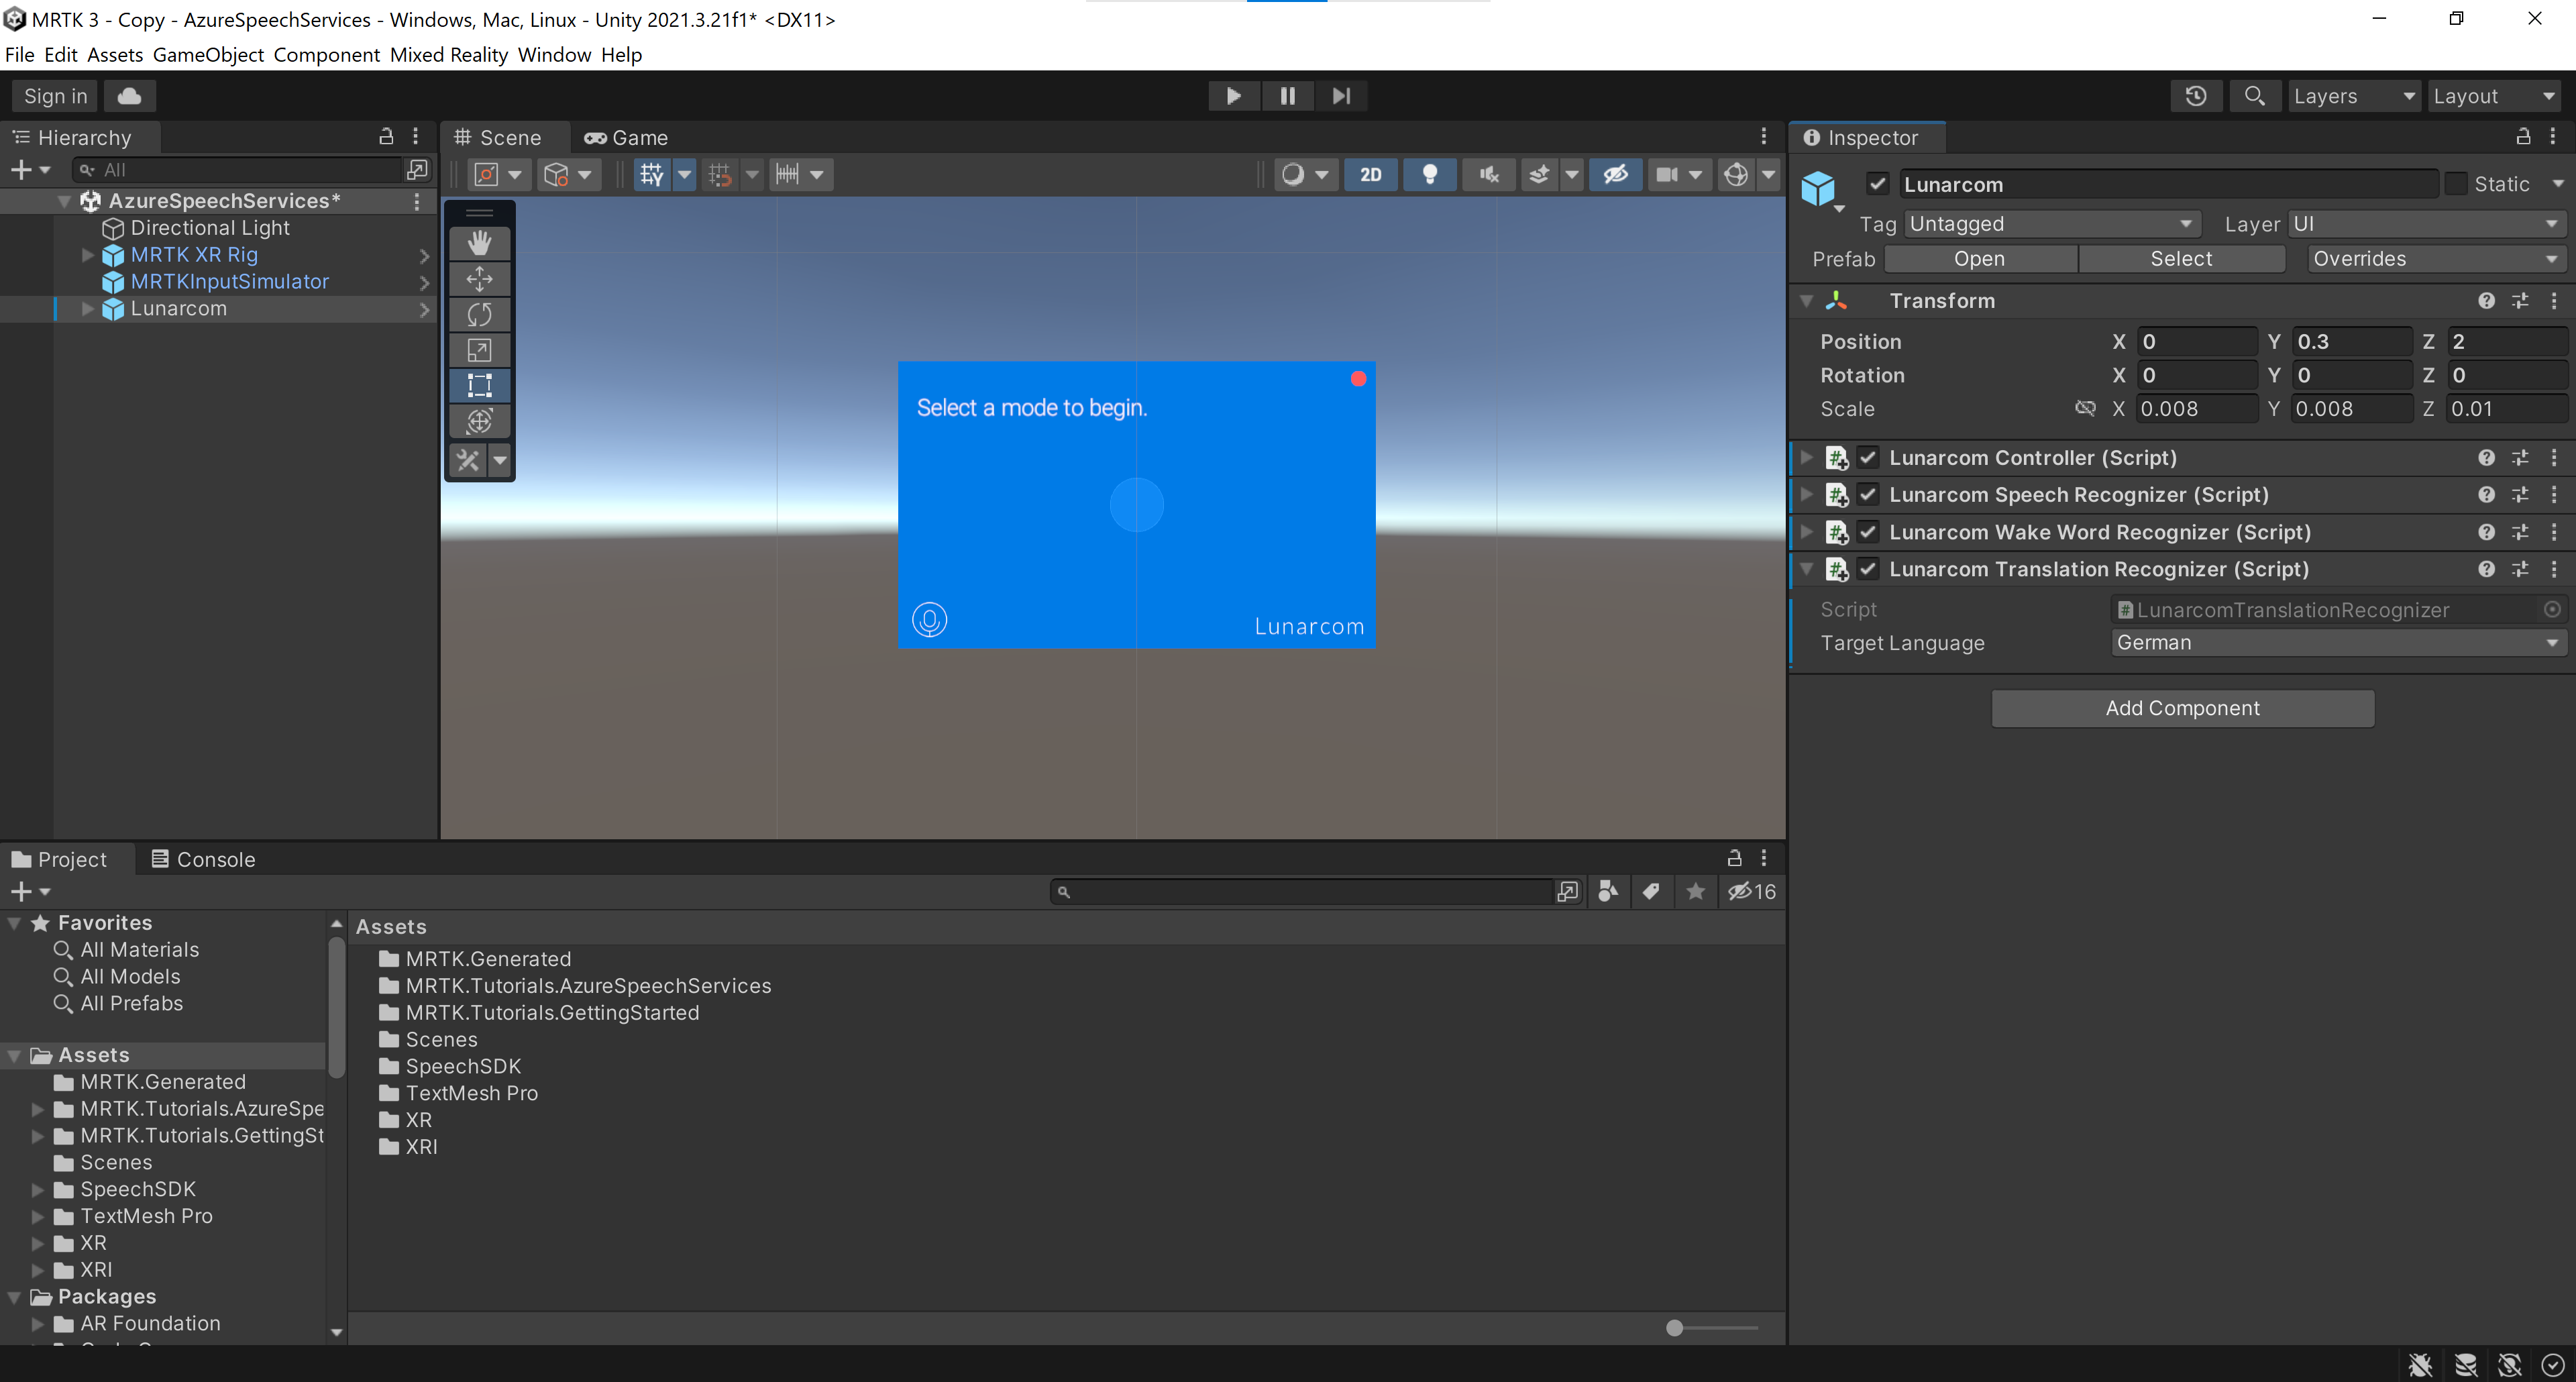 MRTK 3 - Copy - AzureSpeechServices - Windows, Mac, Linux - Unity 2021.3.21f1* <DX11>
File Edit Assets GameObject Component Mixed Reality Window Help
Sign in
Layers
Layout
Hierarchy
All
AzureSpeechServices*
Directional Light
MRTK XR Rig
MRTKInputSimulator
Lunarcom
Scene
Game
2D
Select a mode to begin.
Lunarcom
Inspector
Lunarcom
Static
Tag Untagged
Layer UI
Prefab Open Select Overrides
Transform
Position X 0 Y 0.3 Z 2
Rotation X 0 Y 0 Z 0
Scale X 0.008 Y 0.008 Z 0.01
Lunarcom Controller (Script)
Lunarcom Speech Recognizer (Script)
Lunarcom Wake Word Recognizer (Script)
Lunarcom Translation Recognizer (Script)
Script LunarcomTranslationRecognizer
Target Language German
Add Component
Project
Console
16
Favorites
All Materials
All Models
All Prefabs
Assets
MRTK.Generated
MRTK.Tutorials.AzureSpe
MRTK.Tutorials.GettingSt
Scenes
SpeechSDK
TextMesh Pro
XR
XRI
Packages
AR Foundation
Assets
MRTK.Generated
MRTK.Tutorials.AzureSpeechServices
MRTK.Tutorials.GettingStarted
Scenes
SpeechSDK
TextMesh Pro
XR
XRI